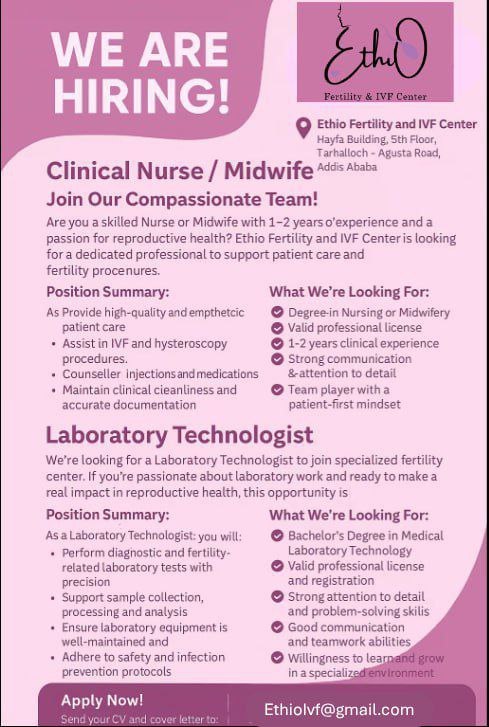 WE ARE
HIRING!
EthiO
Fertility & IVF Center
Ethio Fertility and IVF Center
Hayfa Building, 5th Floor,
Tarhalloch - Agusta Road,
Addis Ababa
Clinical Nurse / Midwife
Join Our Compassionate Team!
Are you a skilled Nurse or Midwife with 1–2 years o'experience and a
passion for reproductive health? Ethio Fertility and IVF Center is looking
for a dedicated professional to support patient care and
fertility procenures.
Position Summary:
As Provide high-quality and empthetcic
patient care
• Assist in IVF and hysteroscopy
procedures.
• Counseller injections and medications
• Maintain clinical cleanliness and
accurate documentation
What We're Looking For:
Degree-in Nursing or Midwifery
Valid professional license
1-2 years clinical experience
Strong communication
&-attention to detail
Team player with a
patient-first mindset
Laboratory Technologist
We're looking for a Laboratory Technologist to join specialized fertility
center. If you're passionate about laboratory work and ready to make a
real impact in reproductive health, this opportunity is
Position Summary:
As a Laboratory Technologist: you will:
• Perform diagnostic and fertility-
related laboratory tests with
precision
• Support sample collection,
processing and analysis
• Ensure laboratory equipment is
well-maintained and
• Adhere to safety and infection
prevention protocols
What We're Looking For:
Bachelor's Degree in Medical
Laboratory Technology
Valid professional license
and registration
Strong attention to detail
and problem-solving skilis
Good communication
and teamwork abilities
Willingness to learn and grow
in a specialized environment
Apply Now!
Send your CV and cover letter to:
EthioIvf@gmail.com